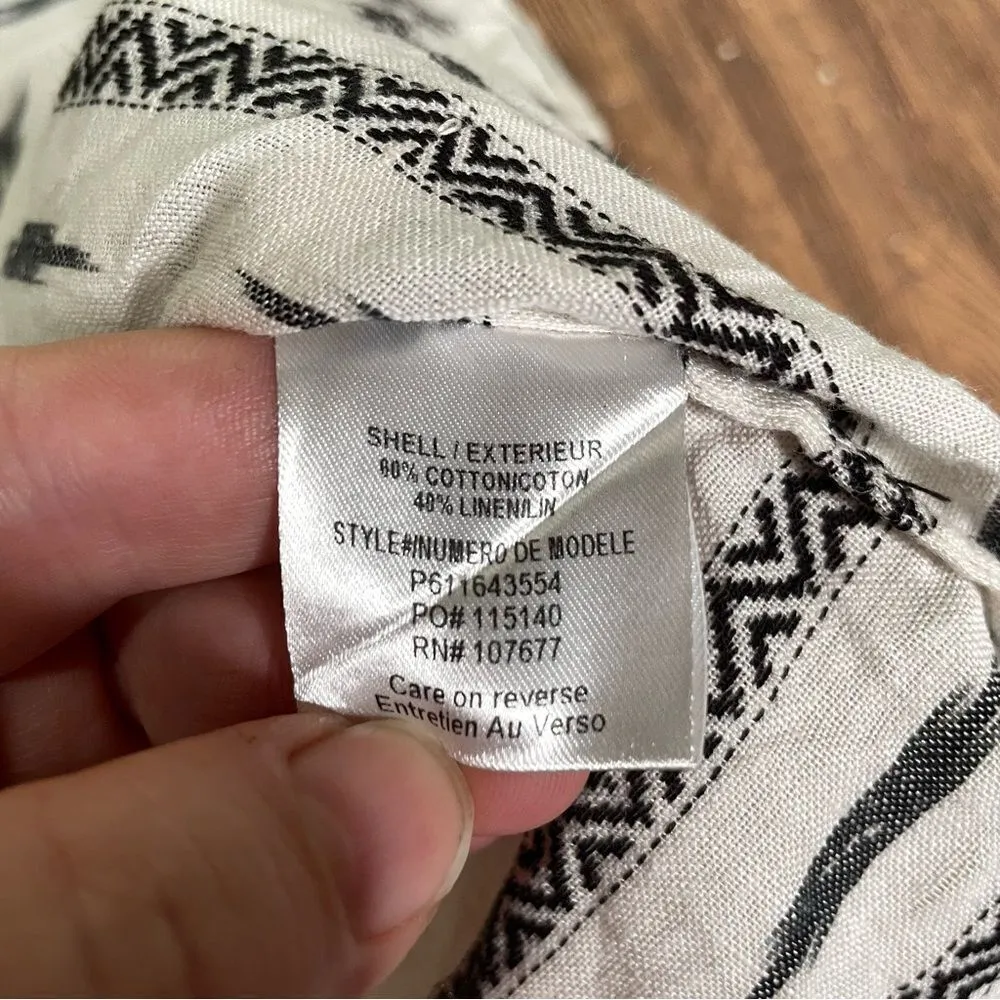 SHELL / EXTERIEUR
60% COTTON/COTON
40% LINEN/LIN
STYLE#/NUMERO DE MODELE
P611643554
PO# 115140
RN# 107677
Care on reverse
Entretien Au Verso